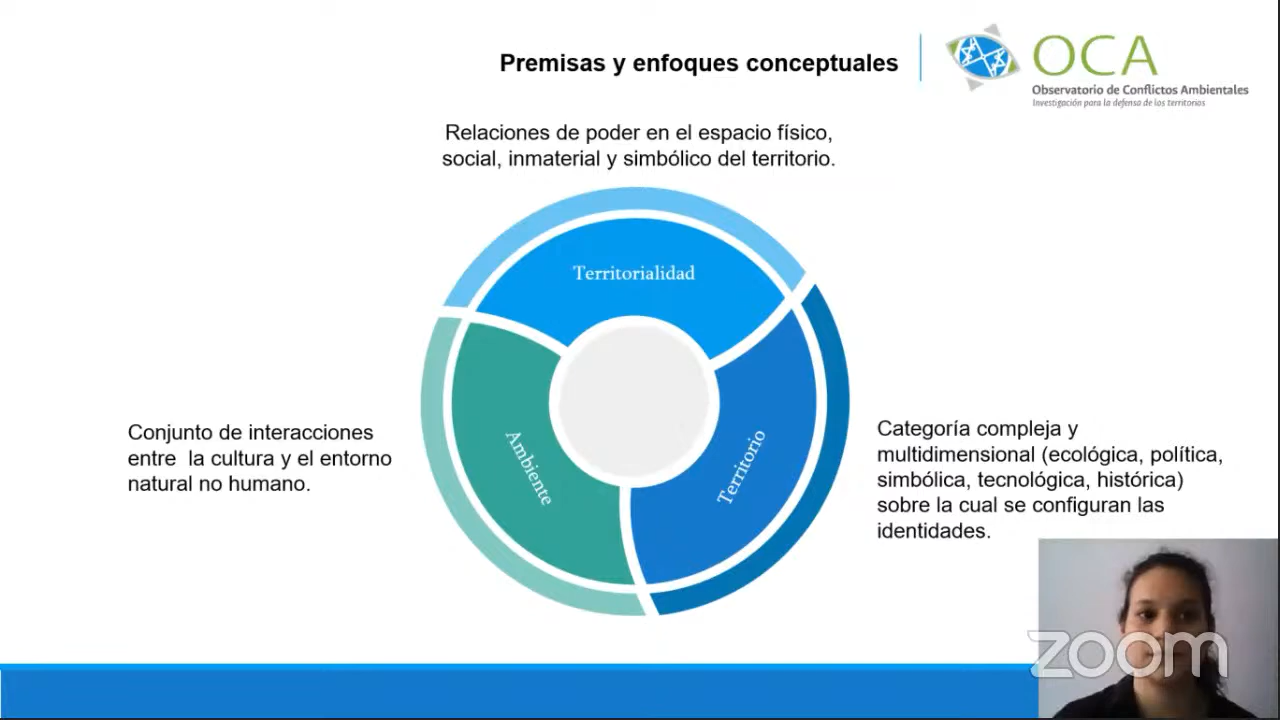 Premisas y enfoques conceptuales
OCA
Observatorio de Conflictos Ambientales
Investigación para la defensa de los territorios
Relaciones de poder en el espacio físico,
social, inmaterial y simbólico del territorio.
Territorialidad
Ambiente
Territorio
Conjunto de interacciones
entre la cultura y el entorno
natural no humano.
Categoría compleja y
multidimensional (ecológica, política,
simbólica, tecnológica, histórica)
sobre la cual se configuran las
identidades.
zoom